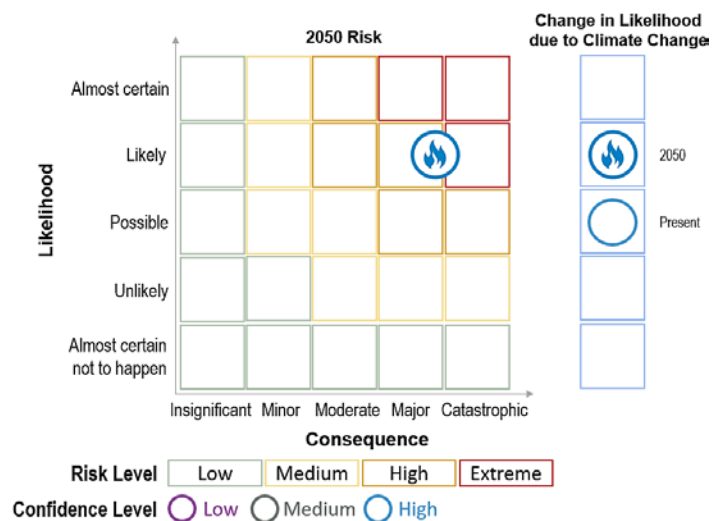 2050 Risk
Change in Likelihood
due to Climate Change
Almost certain
Likely
2050
Possible
Present
Unlikely
Almost certain
not to happen
Likelihood
Insignificant Minor Moderate Major Catastrophic
Consequence
Risk Level Low Medium High Extreme
Confidence Level Low Medium High